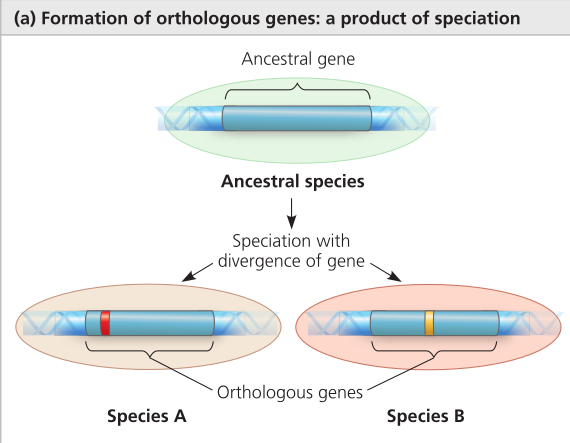 (a) Formation of orthologous genes: a product of speciation
Ancestral gene
Ancestral species
Speciation with
divergence of gene
Orthologous genes
Species A
Species B